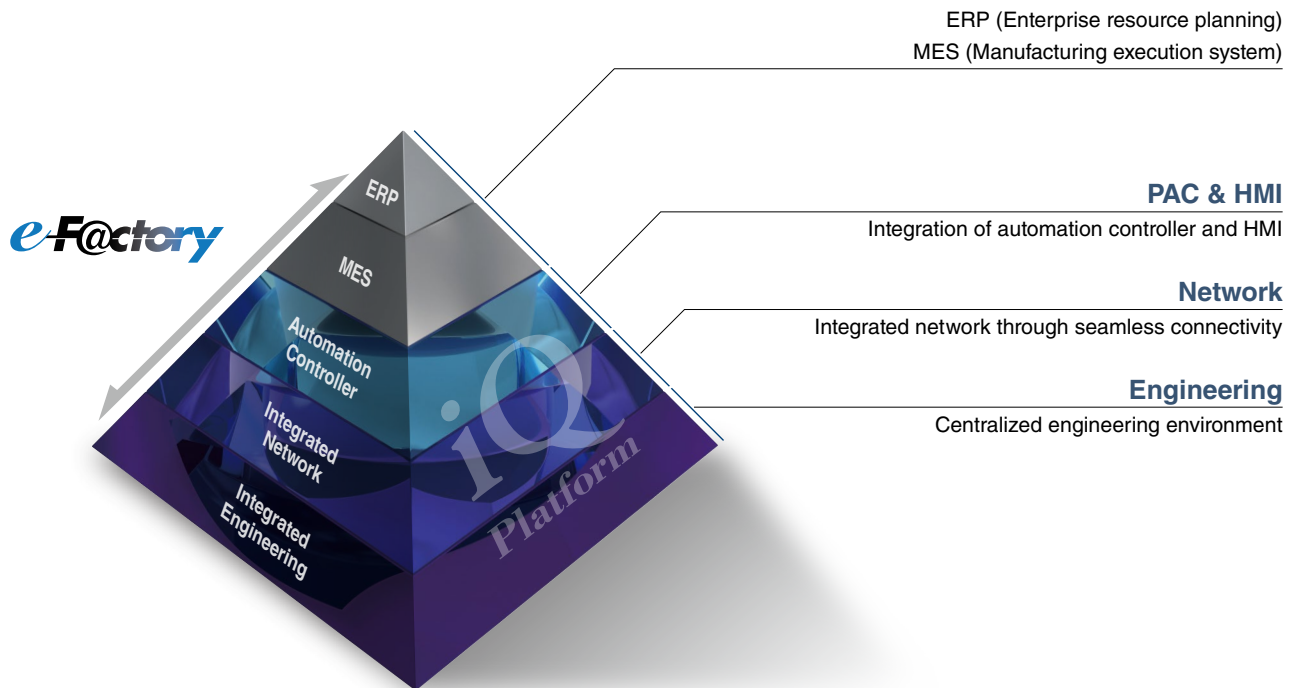 ERP (Enterprise resource planning)
MES (Manufacturing execution system)
e-F@ctory
ERP
MES
Automation
Controller
Integrated
Network
Integrated
Engineering
iQ
Platform
PAC & HMI
Integration of automation controller and HMI
Network
Integrated network through seamless connectivity
Engineering
Centralized engineering environment